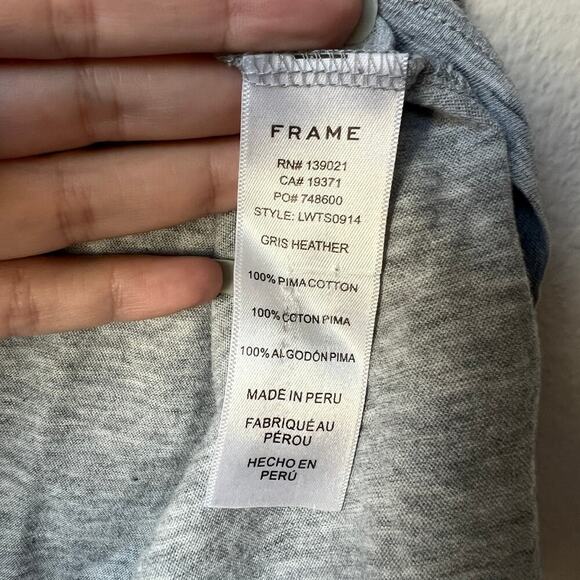 FRAME
RN# 139021
CA# 19371
PO# 748600
STYLE: LWTS0914
GRIS HEATHER
100% PIMA COTTON
100% COTON PIMA
100% ALGODÓN PIMA
MADE IN PERU
FABRIQUÉ AU
PÉROU
HECHO EN
PERÚ